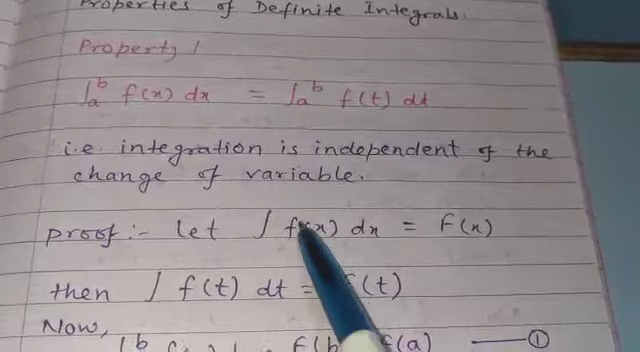 Properties of Definite Integrals.
Property 1
∫ₐᵇ f(x) dx = ∫ₐᵇ f(t) dt
i.e. integration is independent of the
change of variable.
Proof:- Let ∫ f(x) dx = F(x)
then ∫ f(t) dt = F(t)
Now,
f(a) ①